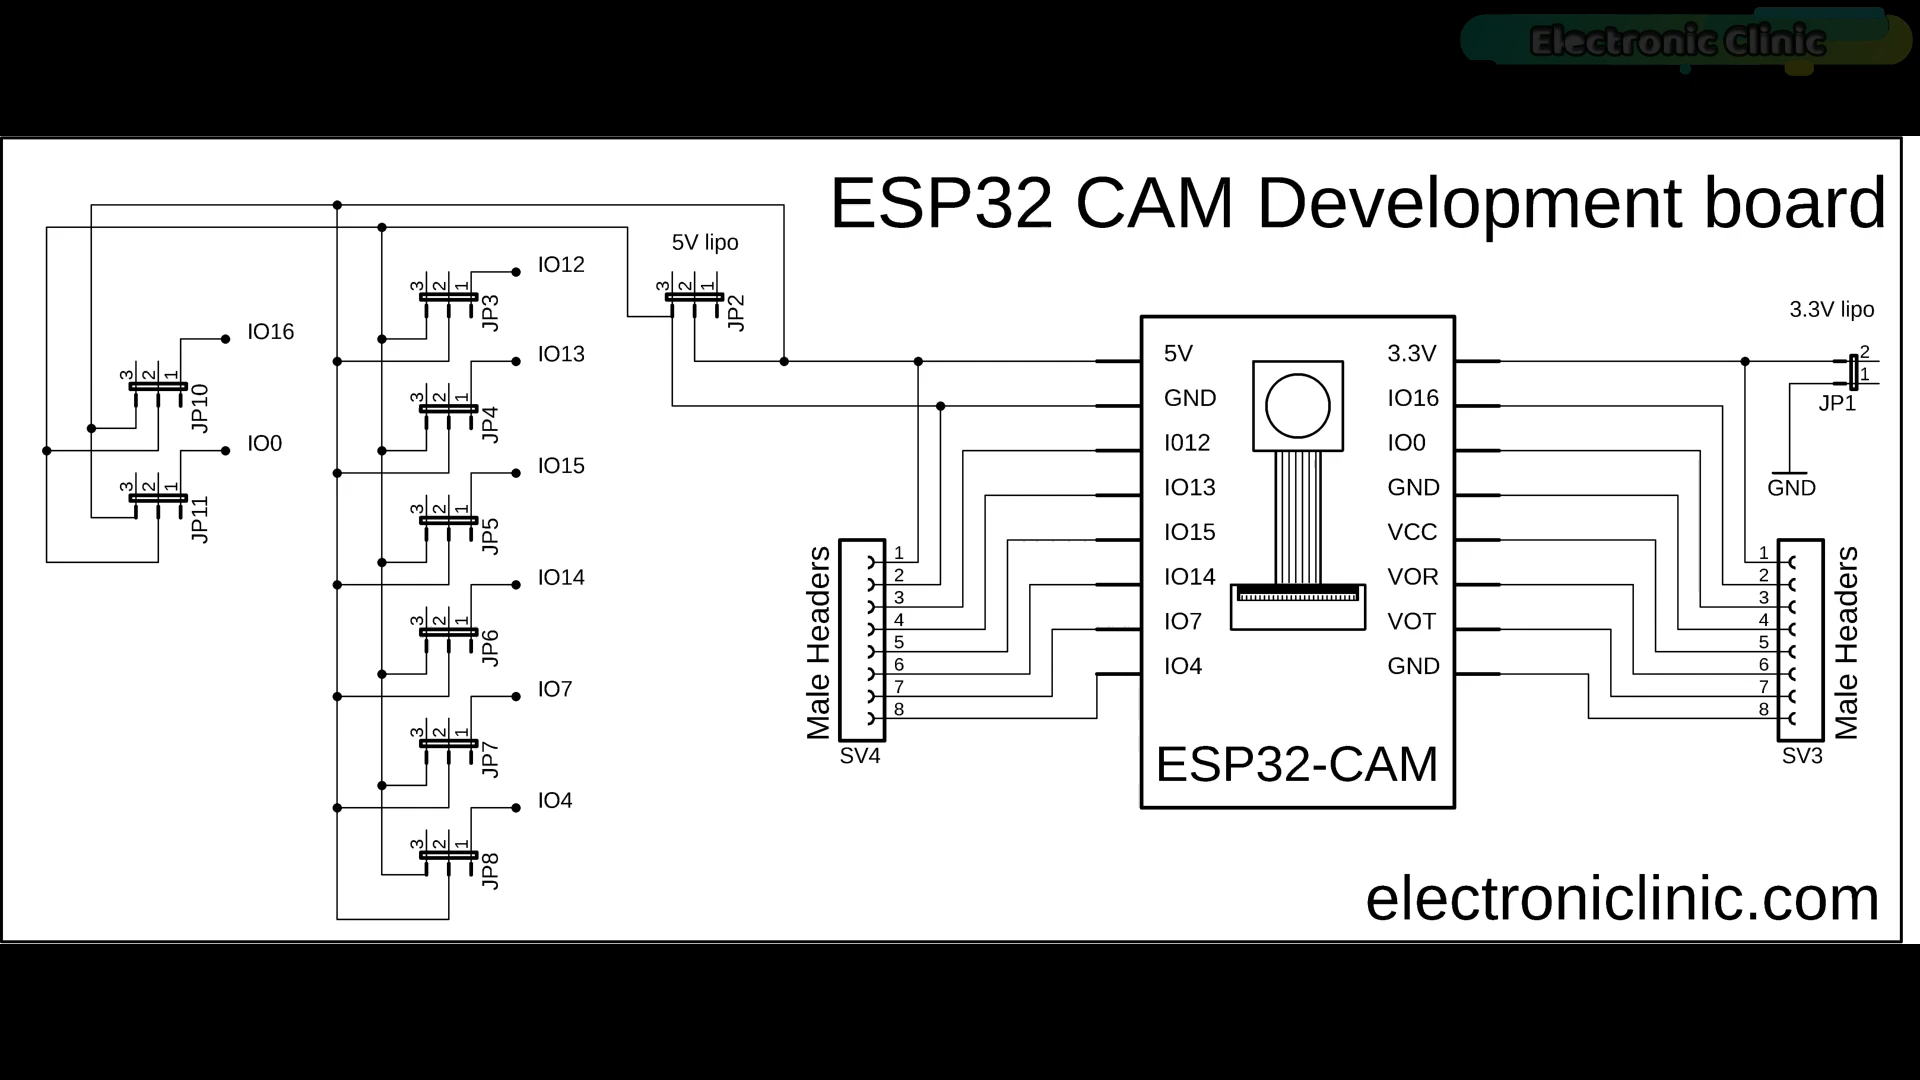 Electronic Clinic
ESP32 CAM Development board
5V lipo
3 2 1
JP2
IO12
3 2 1
JP3
IO13
3 2 1
JP4
IO15
3 2 1
JP5
IO14
3 2 1
JP6
IO7
3 2 1
JP7
IO4
3 2 1
JP8
IO16
3 2 1
JP10
IO0
3 2 1
JP11
5V
GND
I012
IO13
IO15
IO14
IO7
IO4
3.3V
IO16
IO0
GND
VCC
VOR
VOT
GND
ESP32-CAM
Male Headers
1
2
3
4
5
6
7
8
SV4
3.3V lipo
2
1
JP1
GND
1
2
3
4
5
6
7
8
Male Headers
SV3
electroniclinic.com